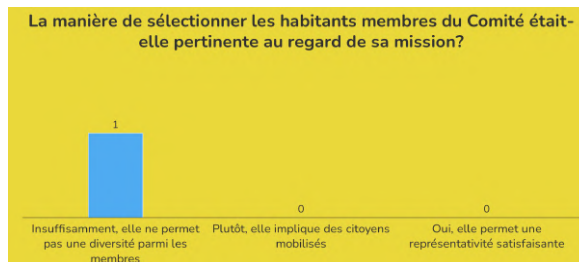 La manière de sélectionner les habitants membres du Comité était-
elle pertinente au regard de sa mission?
1
0
0
Insuffisamment, elle ne permet
pas une diversité parmi les
membres
Plutôt, elle implique des citoyens
mobilisés
Oui, elle permet une
représentativité satisfaisante